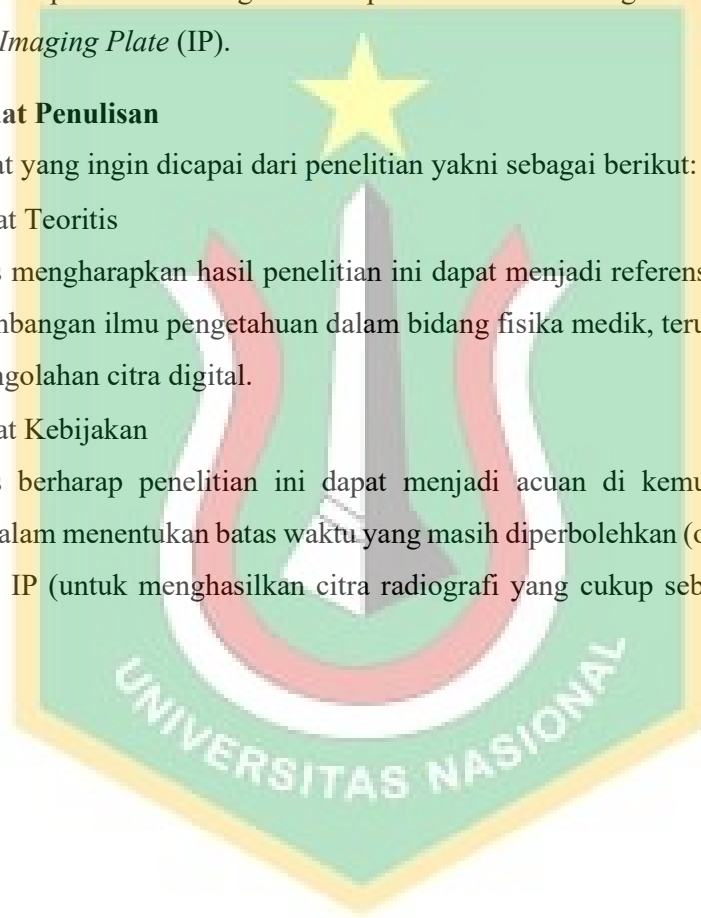 Imaging Plate (IP).
at Penulisan
at yang ingin dicapai dari penelitian yakni sebagai berikut:
at Teoritis
mengharapkan hasil penelitian ini dapat menjadi referens
mbangan ilmu pengetahuan dalam bidang fisika medik, teru
ngolahan citra digital.
at Kebijakan
s berharap penelitian ini dapat menjadi acuan di kemu
alam menentukan batas waktu yang masih diperbolehkan (o
IP (untuk menghasilkan citra radiografi yang cukup seb
UNIVERSITAS NASIONAL